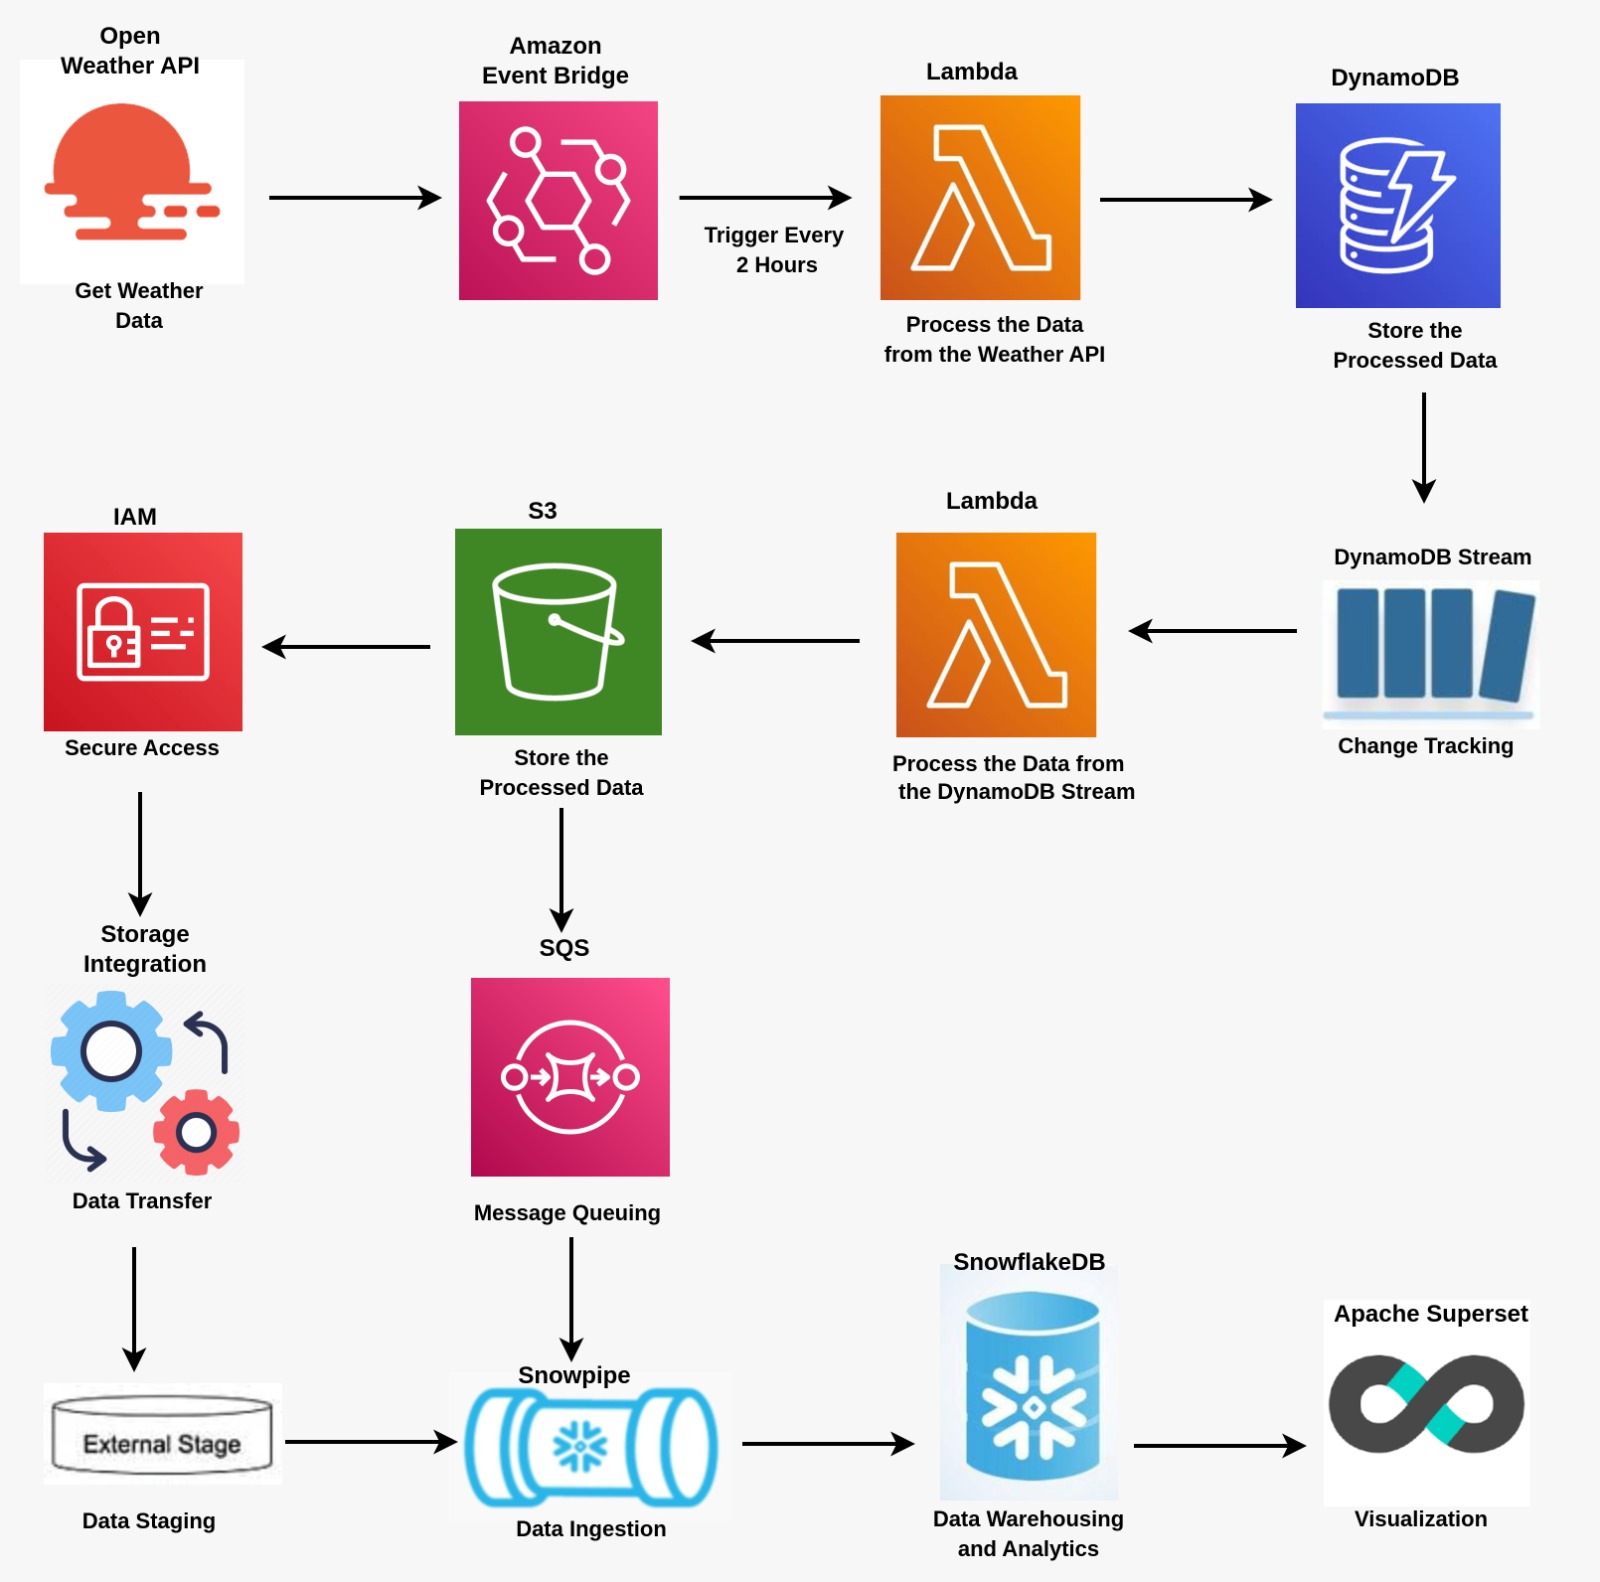 Open
Weather API
Get Weather
Data
Amazon
Event Bridge
Trigger Every
2 Hours
Lambda
Process the Data
from the Weather API
DynamoDB
Store the
Processed Data
IAM
Secure Access
S3
Store the
Processed Data
Lambda
Process the Data from
the DynamoDB Stream
DynamoDB Stream
Change Tracking
Storage
Integration
Data Transfer
SQS
Message Queuing
External Stage
Data Staging
Snowpipe
Data Ingestion
SnowflakeDB
Data Warehousing
and Analytics
Apache Superset
Visualization